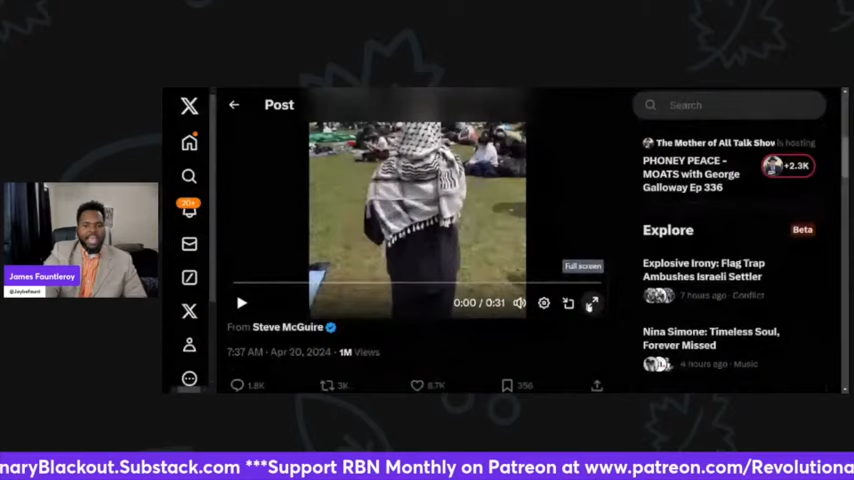 Post
Search
The Mother of All Talk Show is hosting
PHONEY PEACE -
MOATS with George
Galloway Ep 336
+2.3K
20+
Explore
Beta
Explosive Irony: Flag Trap
Ambushes Israeli Settler
7 hours ago · Conflict
Full screen
James Fauntleroy
0:00 / 0:31
From Steve McGuire
Nina Simone: Timeless Soul,
Forever Missed
4 hours ago · Music
7:37 AM · Apr 20, 2024 · 1M Views
1.8K
3K
8.7K
356
naryBlackout.Substack.com ***Support RBN Monthly on Patreon at www.patreon.com/Revolutiona